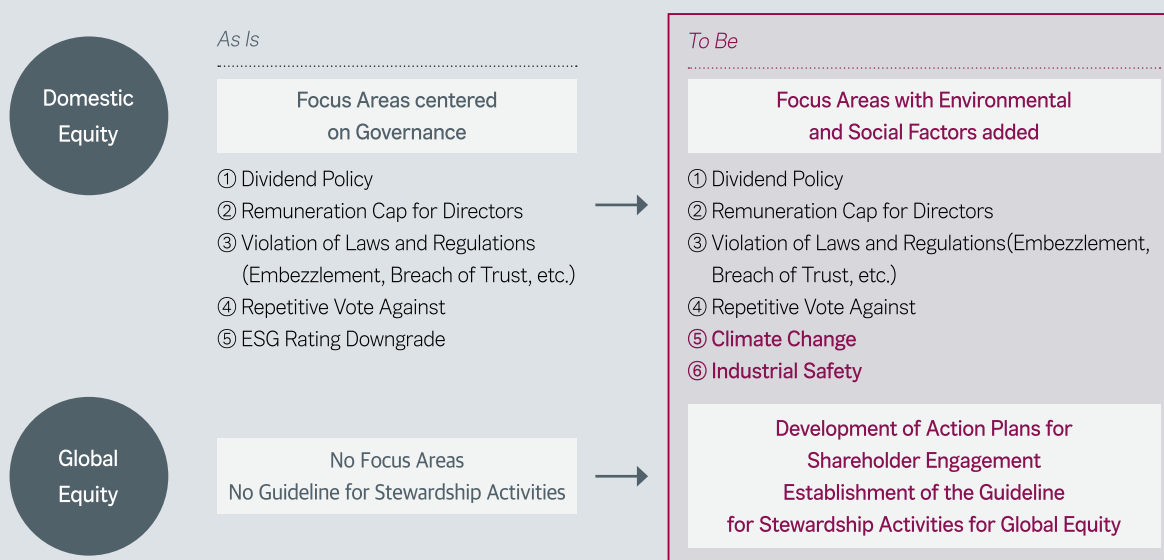 Domestic
Equity
As Is
Focus Areas centered
on Governance
① Dividend Policy
② Remuneration Cap for Directors
③ Violation of Laws and Regulations
(Embezzlement, Breach of Trust, etc.)
④ Repetitive Vote Against
⑤ ESG Rating Downgrade
To Be
Focus Areas with Environmental
and Social Factors added
① Dividend Policy
② Remuneration Cap for Directors
③ Violation of Laws and Regulations(Embezzlement,
Breach of Trust, etc.)
④ Repetitive Vote Against
⑤ Climate Change
⑥ Industrial Safety
Global
Equity
No Focus Areas
No Guideline for Stewardship Activities
Development of Action Plans for
Shareholder Engagement
Establishment of the Guideline
for Stewardship Activities for Global Equity